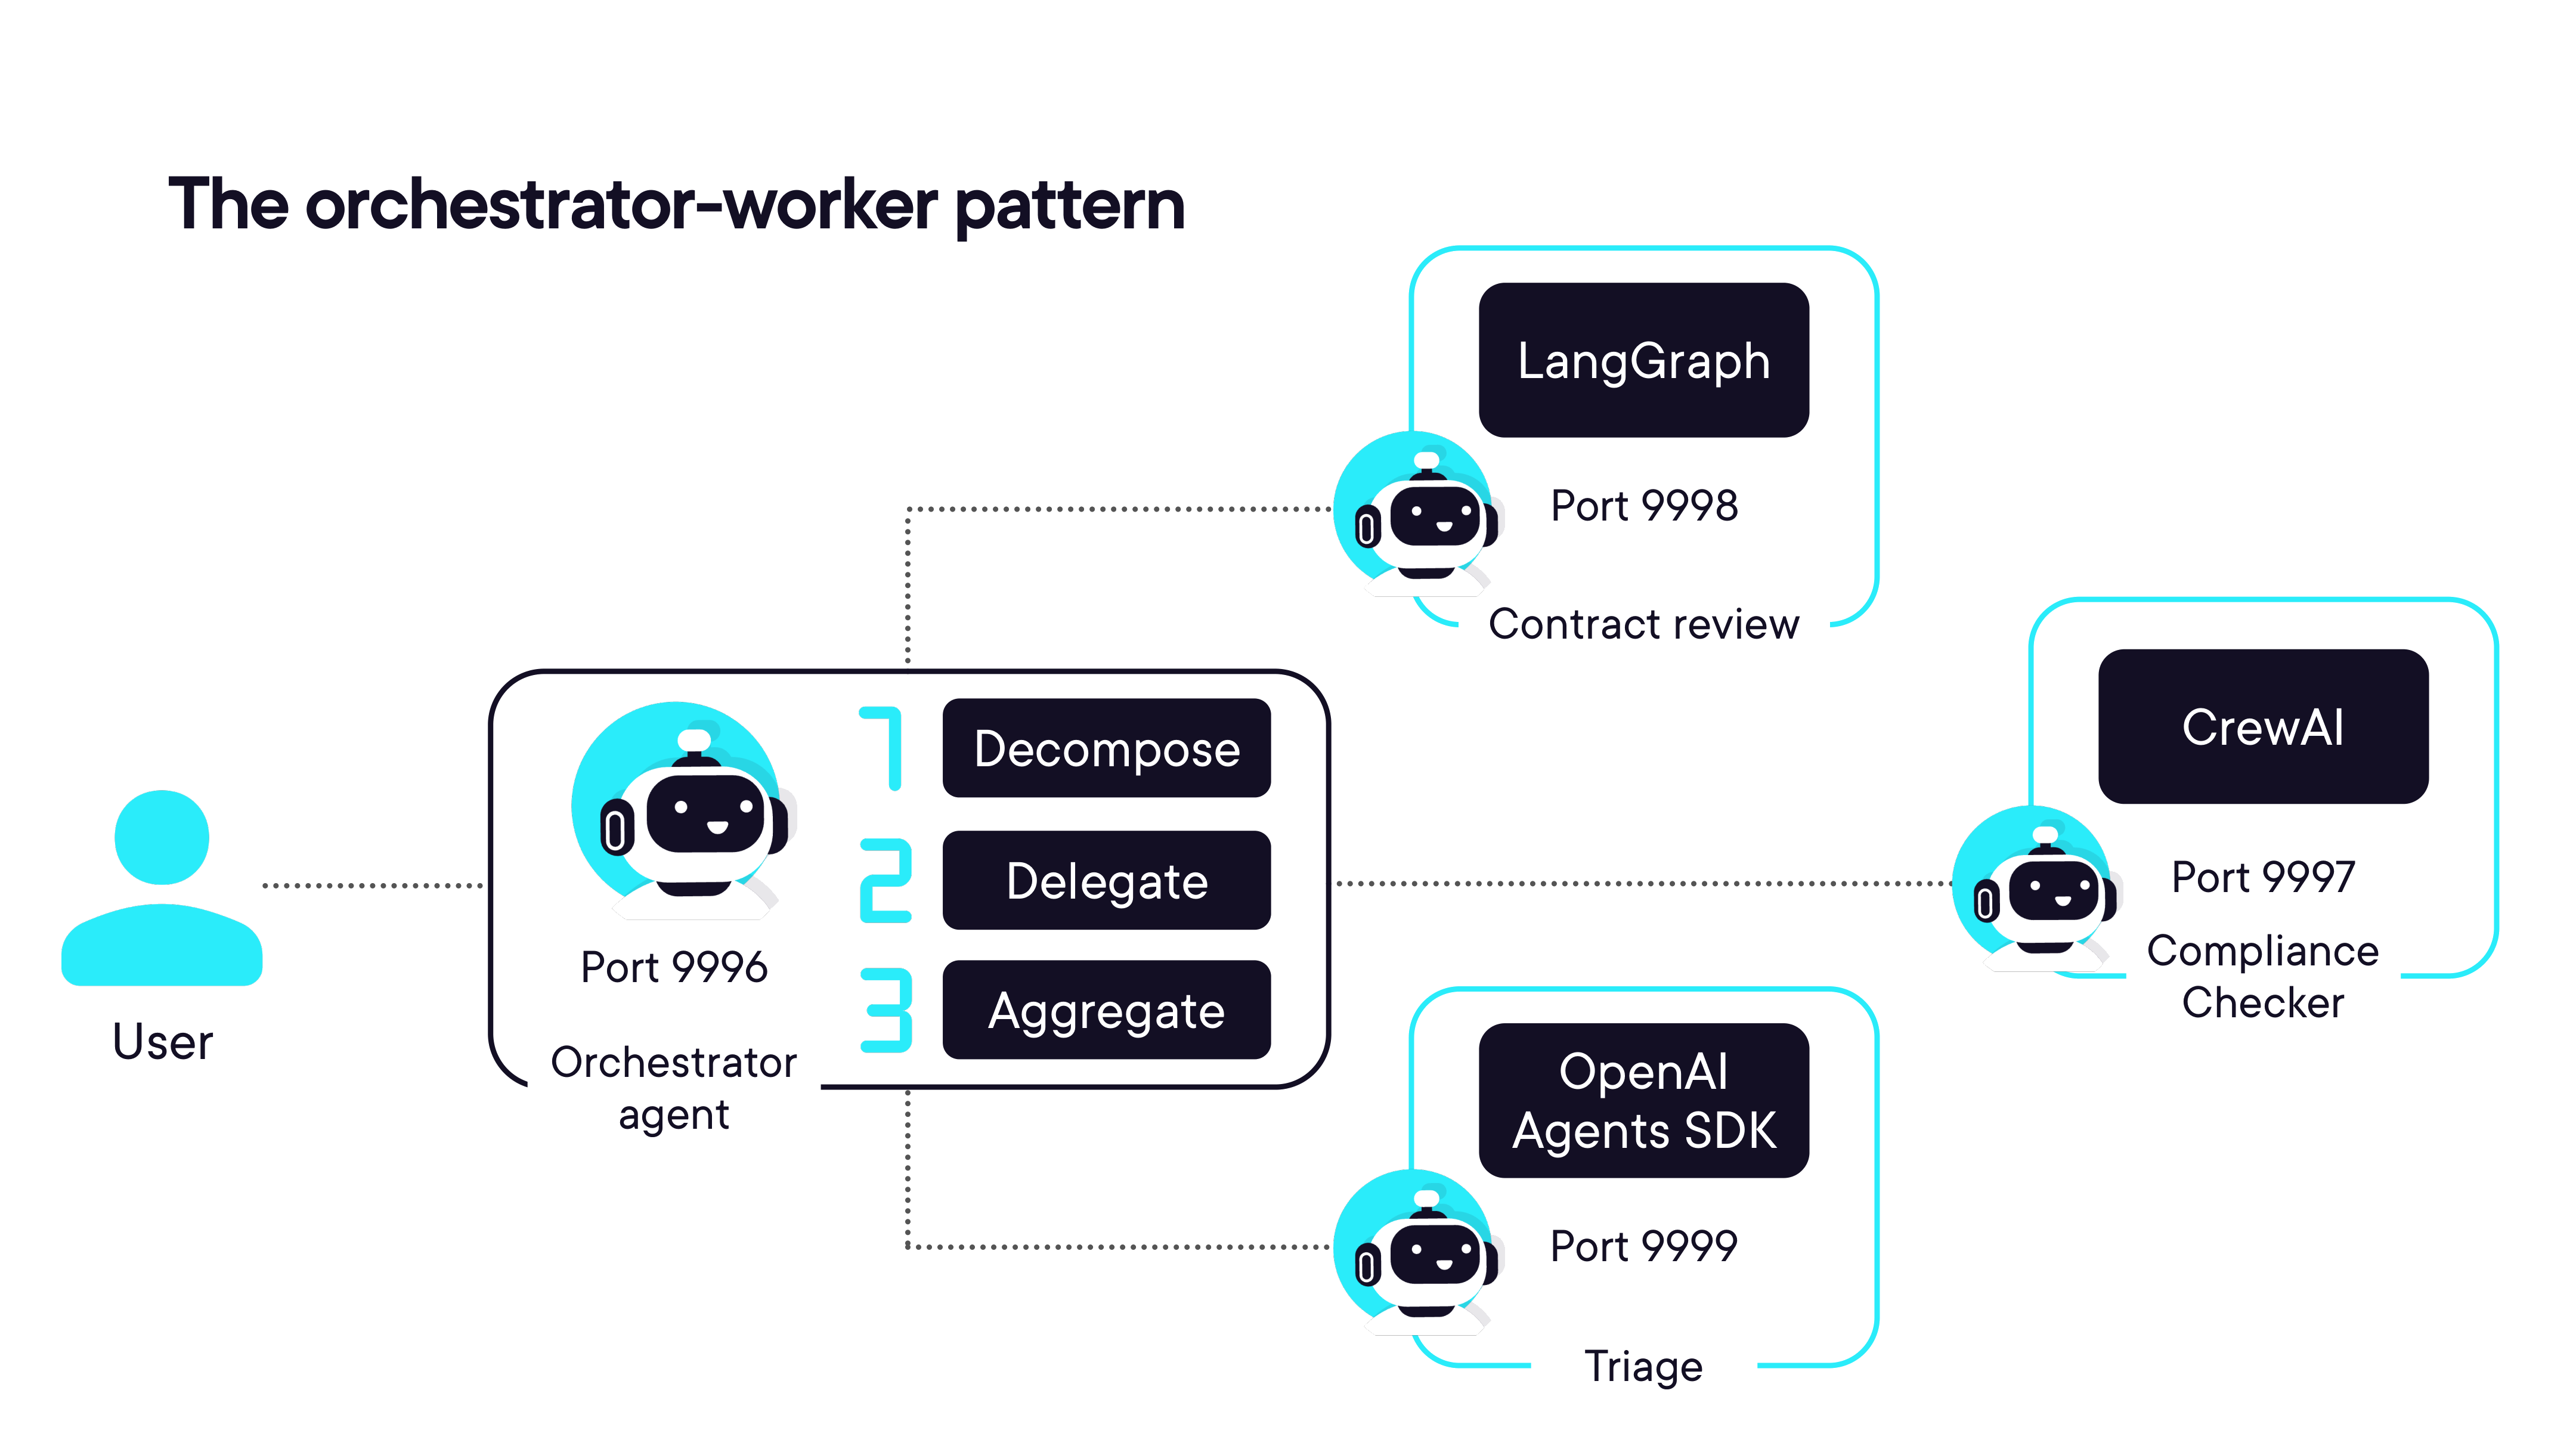 The orchestrator-worker pattern
User
Port 9996
Orchestrator
agent
1
Decompose
2
Delegate
3
Aggregate
LangGraph
Port 9998
Contract review
CrewAI
Port 9997
Compliance
Checker
OpenAI
Agents SDK
Port 9999
Triage